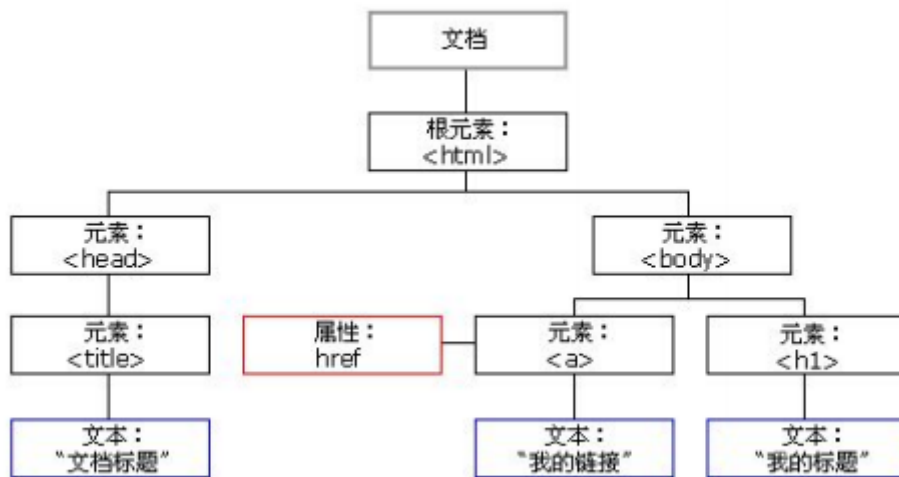 文档
根元素：
<html>
元素：
<head>
元素：
<body>
元素：
<title>
属性：
href
元素：
<a>
元素：
<h1>
文本：
“文档标题”
文本：
“我的链接”
文本：
“我的标题”